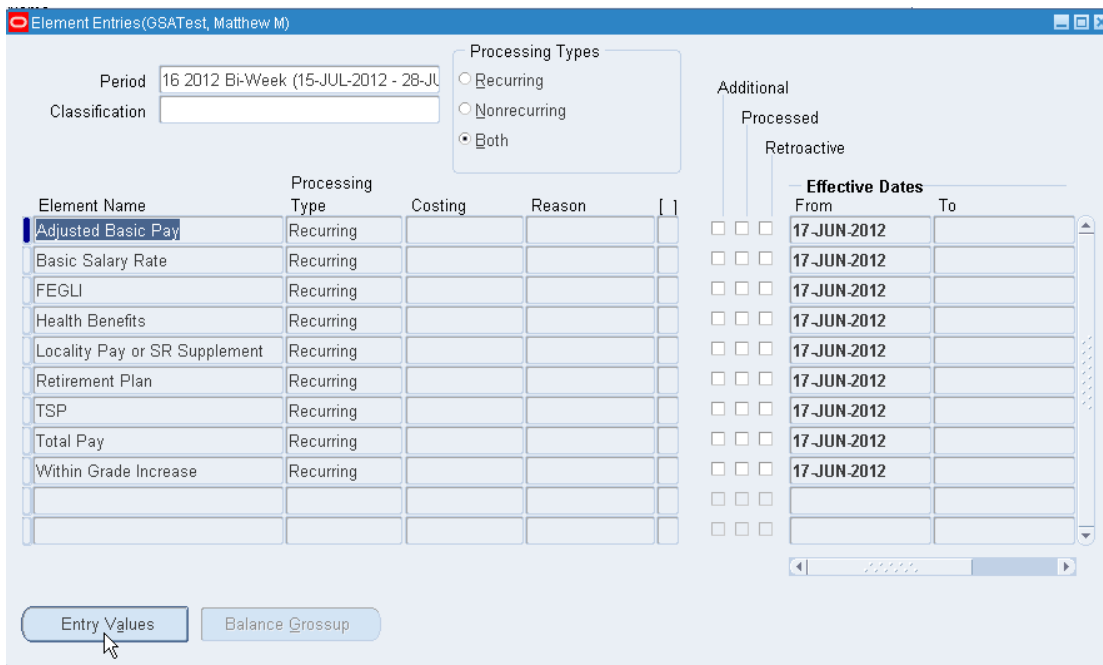 Element Entries(GSATest, Matthew M)
Processing Types
Period 16 2012 Bi-Week (15-JUL-2012 - 28-JU
Recurring
Classification
Nonrecurring
Both
Additional
Processed
Retroactive
Effective Dates
Element Name Processing Type Costing Reason [ ] From To
Adjusted Basic Pay Recurring 17-JUN-2012
Basic Salary Rate Recurring 17-JUN-2012
FEGLI Recurring 17-JUN-2012
Health Benefits Recurring 17-JUN-2012
Locality Pay or SR Supplement Recurring 17-JUN-2012
Retirement Plan Recurring 17-JUN-2012
TSP Recurring 17-JUN-2012
Total Pay Recurring 17-JUN-2012
Within Grade Increase Recurring 17-JUN-2012
Entry Values Balance Grossup